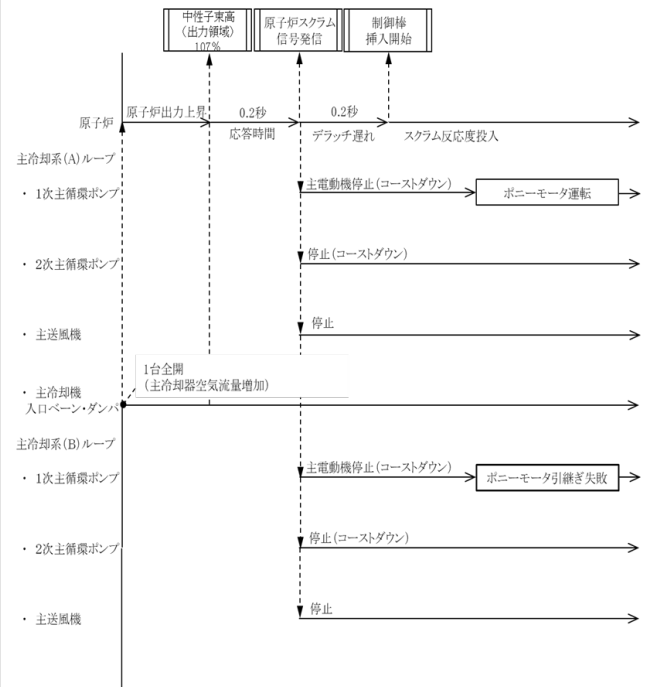 中性子束高
(出力領域)
107%
原子炉スクラム
信号発信
制御棒
挿入開始
原子炉
原子炉出力上昇
0.2秒
応答時間
0.2秒
デラッチ遅れ
スクラム反応度投入
主冷却系(A)ループ
・ 1次主循環ポンプ
主電動機停止(コーストダウン)
ポニーモータ運転
・ 2次主循環ポンプ
停止(コーストダウン)
・ 主送風機
停止
1台全開
(主冷却器空気流量増加)
・ 主冷却機
入口ベーン・ダンパ
主冷却系(B)ループ
・ 1次主循環ポンプ
主電動機停止(コーストダウン)
ポニーモータ引継ぎ失敗
・ 2次主循環ポンプ
停止(コーストダウン)
・ 主送風機
停止